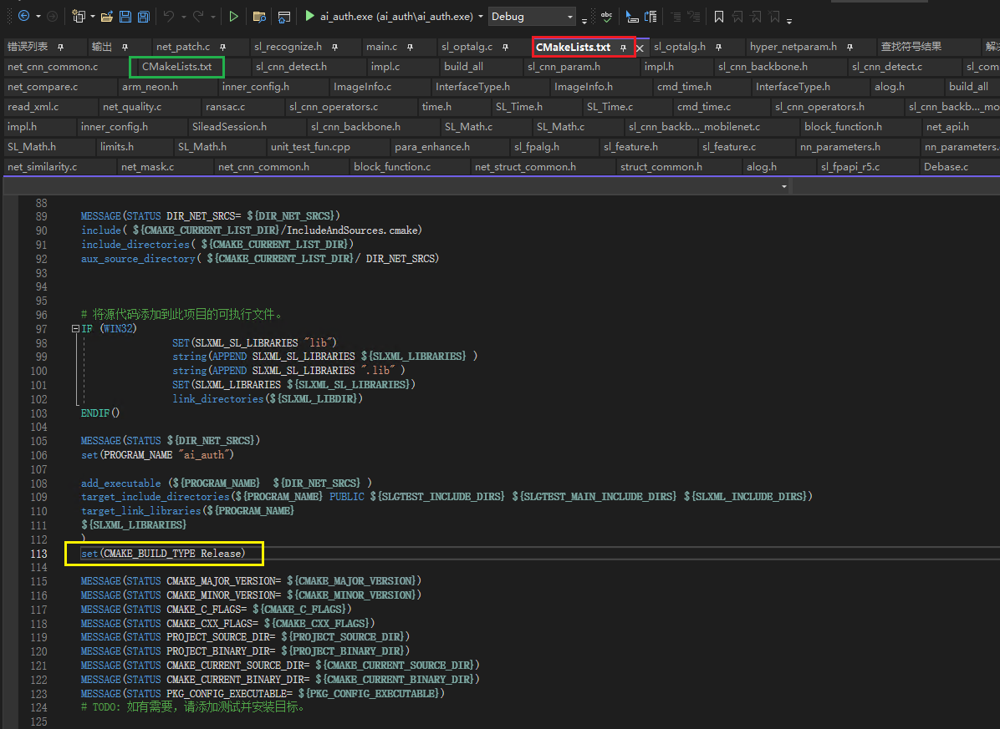 ai_auth.exe (ai_auth\ai_auth.exe) Debug abc
错误列表 输出 net_patch.c sl_recognize.h main.c sl_optalg.c CMakeLists.txt sl_optalg.h hyper_netparam.h 查找符号结果
net_cnn_common.c CMakeLists.txt sl_cnn_detect.h impl.c build_all sl_cnn_param.h impl.h sl_cnn_backbone.h sl_cnn_detect.c sl_com
net_compare.c arm_neon.h inner_config.h ImageInfo.c InterfaceType.h ImageInfo.h cmd_time.h InterfaceType.h alog.h build_all
read_xml.c net_quality.c ransac.c sl_cnn_operators.c time.h SL_Time.h SL_Time.c cmd_time.c sl_cnn_operators.h sl_cnn_backb..._mob
impl.h inner_config.h SileadSession.h sl_cnn_backbone.h SL_Math.c SL_Math.c sl_cnn_backb..._mobilenet.c block_function.h net_api.h
SL_Math.h limits.h SL_Math.h unit_test_fun.cpp para_enhance.h sl_fpalg.h sl_feature.h sl_feature.c nn_parameters.h nn_parameters.
net_similarity.c net_mask.c net_cnn_common.h block_function.c net_struct_common.h struct_common.h alog.h sl_fpapi_r5.c Debase.c
88
89 MESSAGE(STATUS DIR_NET_SRCS= ${DIR_NET_SRCS})
90 include( ${CMAKE_CURRENT_LIST_DIR}/IncludeAndSources.cmake)
91 include_directories( ${CMAKE_CURRENT_LIST_DIR})
92 aux_source_directory( ${CMAKE_CURRENT_LIST_DIR}/ DIR_NET_SRCS)
93
94
95
96 # 将源代码添加到此项目的可执行文件。
97 IF (WIN32)
98 SET(SLXML_SL_LIBRARIES "lib")
99 string(APPEND SLXML_SL_LIBRARIES ${SLXML_LIBRARIES} )
100 string(APPEND SLXML_SL_LIBRARIES ".lib" )
101 SET(SLXML_LIBRARIES ${SLXML_SL_LIBRARIES})
102 link_directories(${SLXML_LIBDIR})
103 ENDIF()
104
105 MESSAGE(STATUS ${DIR_NET_SRCS})
106 set(PROGRAM_NAME "ai_auth")
107
108 add_executable (${PROGRAM_NAME} ${DIR_NET_SRCS} )
109 target_include_directories(${PROGRAM_NAME} PUBLIC ${SLGTEST_INCLUDE_DIRS} ${SLGTEST_MAIN_INCLUDE_DIRS} ${SLXML_INCLUDE_DIRS})
110 target_link_libraries(${PROGRAM_NAME}
111 ${SLXML_LIBRARIES}
112 )
113 set(CMAKE_BUILD_TYPE Release)
114
115 MESSAGE(STATUS CMAKE_MAJOR_VERSION= ${CMAKE_MAJOR_VERSION})
116 MESSAGE(STATUS CMAKE_MINOR_VERSION= ${CMAKE_MINOR_VERSION})
117 MESSAGE(STATUS CMAKE_C_FLAGS= ${CMAKE_C_FLAGS})
118 MESSAGE(STATUS CMAKE_CXX_FLAGS= ${CMAKE_CXX_FLAGS})
119 MESSAGE(STATUS PROJECT_SOURCE_DIR= ${PROJECT_SOURCE_DIR})
120 MESSAGE(STATUS PROJECT_BINARY_DIR= ${PROJECT_BINARY_DIR})
121 MESSAGE(STATUS CMAKE_CURRENT_SOURCE_DIR= ${CMAKE_CURRENT_SOURCE_DIR})
122 MESSAGE(STATUS CMAKE_CURRENT_BINARY_DIR= ${CMAKE_CURRENT_BINARY_DIR})
123 MESSAGE(STATUS PKG_CONFIG_EXECUTABLE= ${PKG_CONFIG_EXECUTABLE})
124 # TODO: 如有需要，请添加测试并安装目标。
125